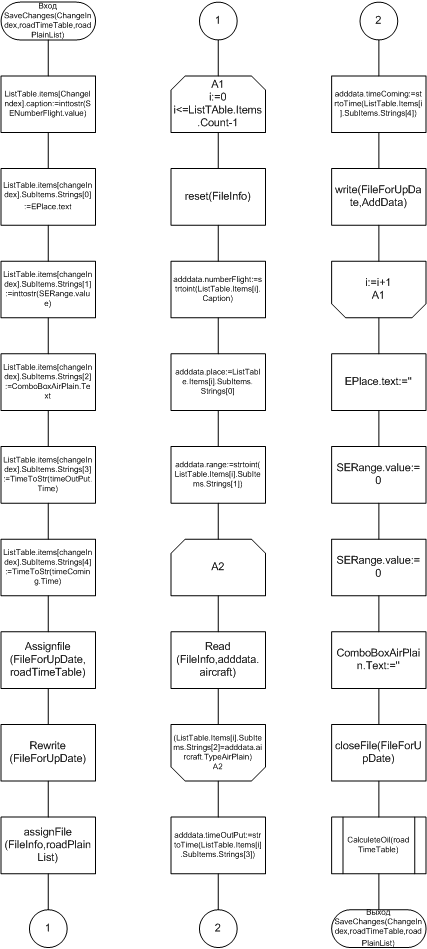 Вход
SaveChanges(ChangeIn
dex,roadTimeTable,road
PlainList)
ListTable.items[ChangeI
ndex].caption:=inttostr(S
ENumberFlight.value)
ListTable.items[changeIn
dex].SubItems.Strings[0]
:=EPlace.text
ListTable.items[changeIn
dex].SubItems.Strings[1]
:=inttostr(SERange.valu
e)
ListTable.items[changeIn
dex].SubItems.Strings[2]
:=ComboBoxAirPlain.Te
xt
ListTable.items[changeIn
dex].SubItems.Strings[3]
:=TimeToStr(timeOutPut.
Time)
ListTable.items[changeIn
dex].SubItems.Strings[4]
:=TimeToStr(timeComin
g.Time)
Assignfile
(FileForUpDate,
roadTimeTable)
Rewrite
(FileForUpDate)
assignFile
(FileInfo,roadPlain
List)
1
1
A1
i:=0
i<=ListTAble.Items
.Count-1
reset(FileInfo)
adddata.numberFlight:=s
trtoint(ListTable.Items[i].
Caption)
adddata.place:=ListTabl
e.Items[i].SubItems.
Strings[0]
adddata.range:=strtoint(
ListTable.Items[i].SubIte
ms.Strings[1])
A2
Read
(FileInfo,adddata.
aircraft)
(ListTable.Items[i].SubIte
ms.Strings[2]=adddata.ai
rcraft.TypeAirPlain)
A2
adddata.timeOutPut:=str
toTime(ListTable.Items[i]
.SubItems.Strings[3])
2
2
adddata.timeComing:=st
rtoTime(ListTable.Items[
i].SubItems.Strings[4])
write(FileForUpDa
te,AddData)
i:=i+1
A1
EPlace.text:=''
SERange.value:=
0
SERange.value:=
0
ComboBoxAirPlai
n.Text:=''
closeFile(FileForU
pDate)
CalculeteOil(road
TimeTable)
Выход
SaveChanges(ChangeIn
dex,roadTimeTable,road
PlainList)